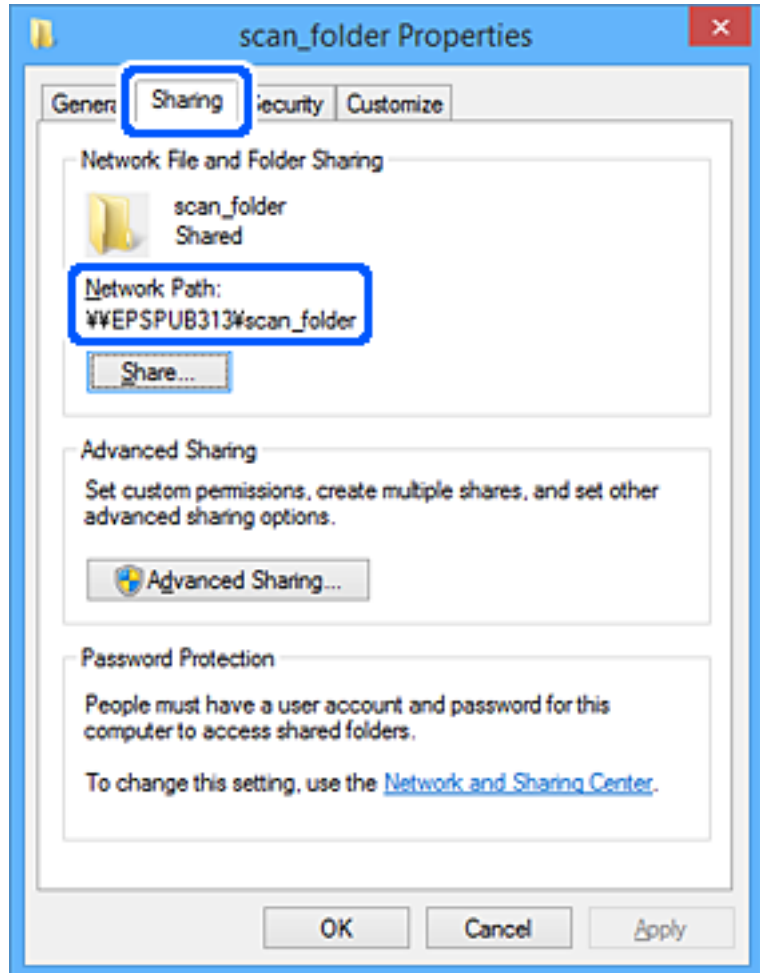 scan_folder Properties
General Sharing Security Customize
Network File and Folder Sharing
scan_folder
Shared
Network Path:
¥¥EPSPUB313¥scan_folder
Share...
Advanced Sharing
Set custom permissions, create multiple shares, and set other
advanced sharing options.
Advanced Sharing...
Password Protection
People must have a user account and password for this
computer to access shared folders.
To change this setting, use the Network and Sharing Center.
OK Cancel Apply